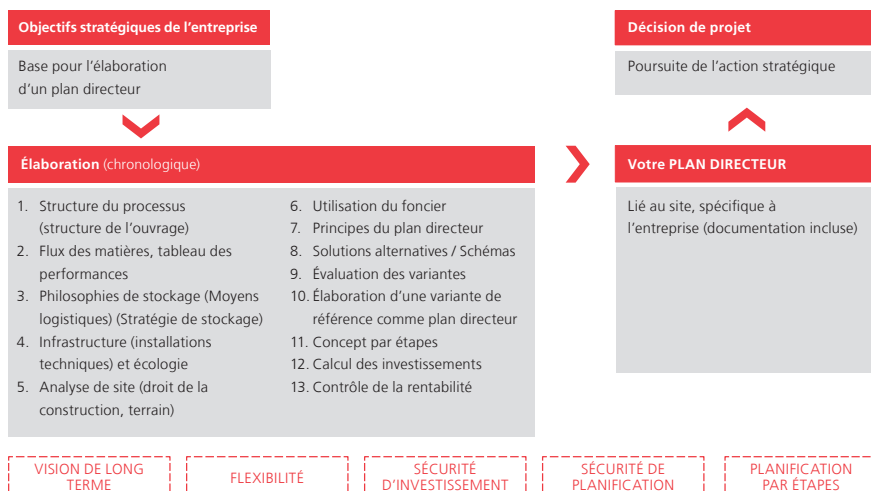 Objectifs stratégiques de l'entreprise
Base pour l'élaboration
d'un plan directeur
Élaboration (chronologique)
1. Structure du processus
(structure de l'ouvrage)
2. Flux des matières, tableau des
performances
3. Philosophies de stockage (Moyens
logistiques) (Stratégie de stockage)
4. Infrastructure (installations
techniques) et écologie
5. Analyse de site (droit de la
construction, terrain)
6. Utilisation du foncier
7. Principes du plan directeur
8. Solutions alternatives / Schémas
9. Évaluation des variantes
10. Élaboration d'une variante de
référence comme plan directeur
11. Concept par étapes
12. Calcul des investissements
13. Contrôle de la rentabilité
Votre PLAN DIRECTEUR
Lié au site, spécifique à
l'entreprise (documentation incluse)
Décision de projet
Poursuite de l'action stratégique
VISION DE LONG
TERME
FLEXIBILITÉ
SÉCURITÉ
D'INVESTISSEMENT
SÉCURITÉ DE
PLANIFICATION
PLANIFICATION
PAR ÉTAPES